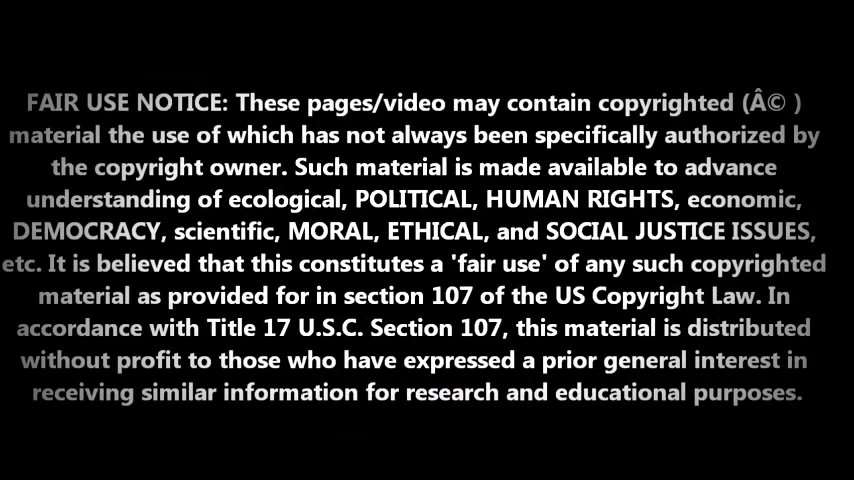 FAIR USE NOTICE: These pages/video may contain copyrighted (Â© )
material the use of which has not always been specifically authorized by
the copyright owner. Such material is made available to advance
understanding of ecological, POLITICAL, HUMAN RIGHTS, economic,
DEMOCRACY, scientific, MORAL, ETHICAL, and SOCIAL JUSTICE ISSUES,
etc. It is believed that this constitutes a 'fair use' of any such copyrighted
material as provided for in section 107 of the US Copyright Law. In
accordance with Title 17 U.S.C. Section 107, this material is distributed
without profit to those who have expressed a prior general interest in
receiving similar information for research and educational purposes.